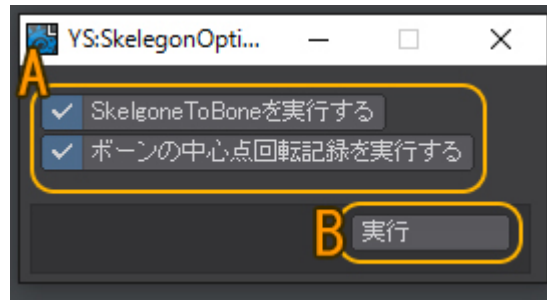 YS:SkelegonOpti...
A
SkelgoneToBoneを実行する
ボーンの中心点回転記録を実行する
B
実行